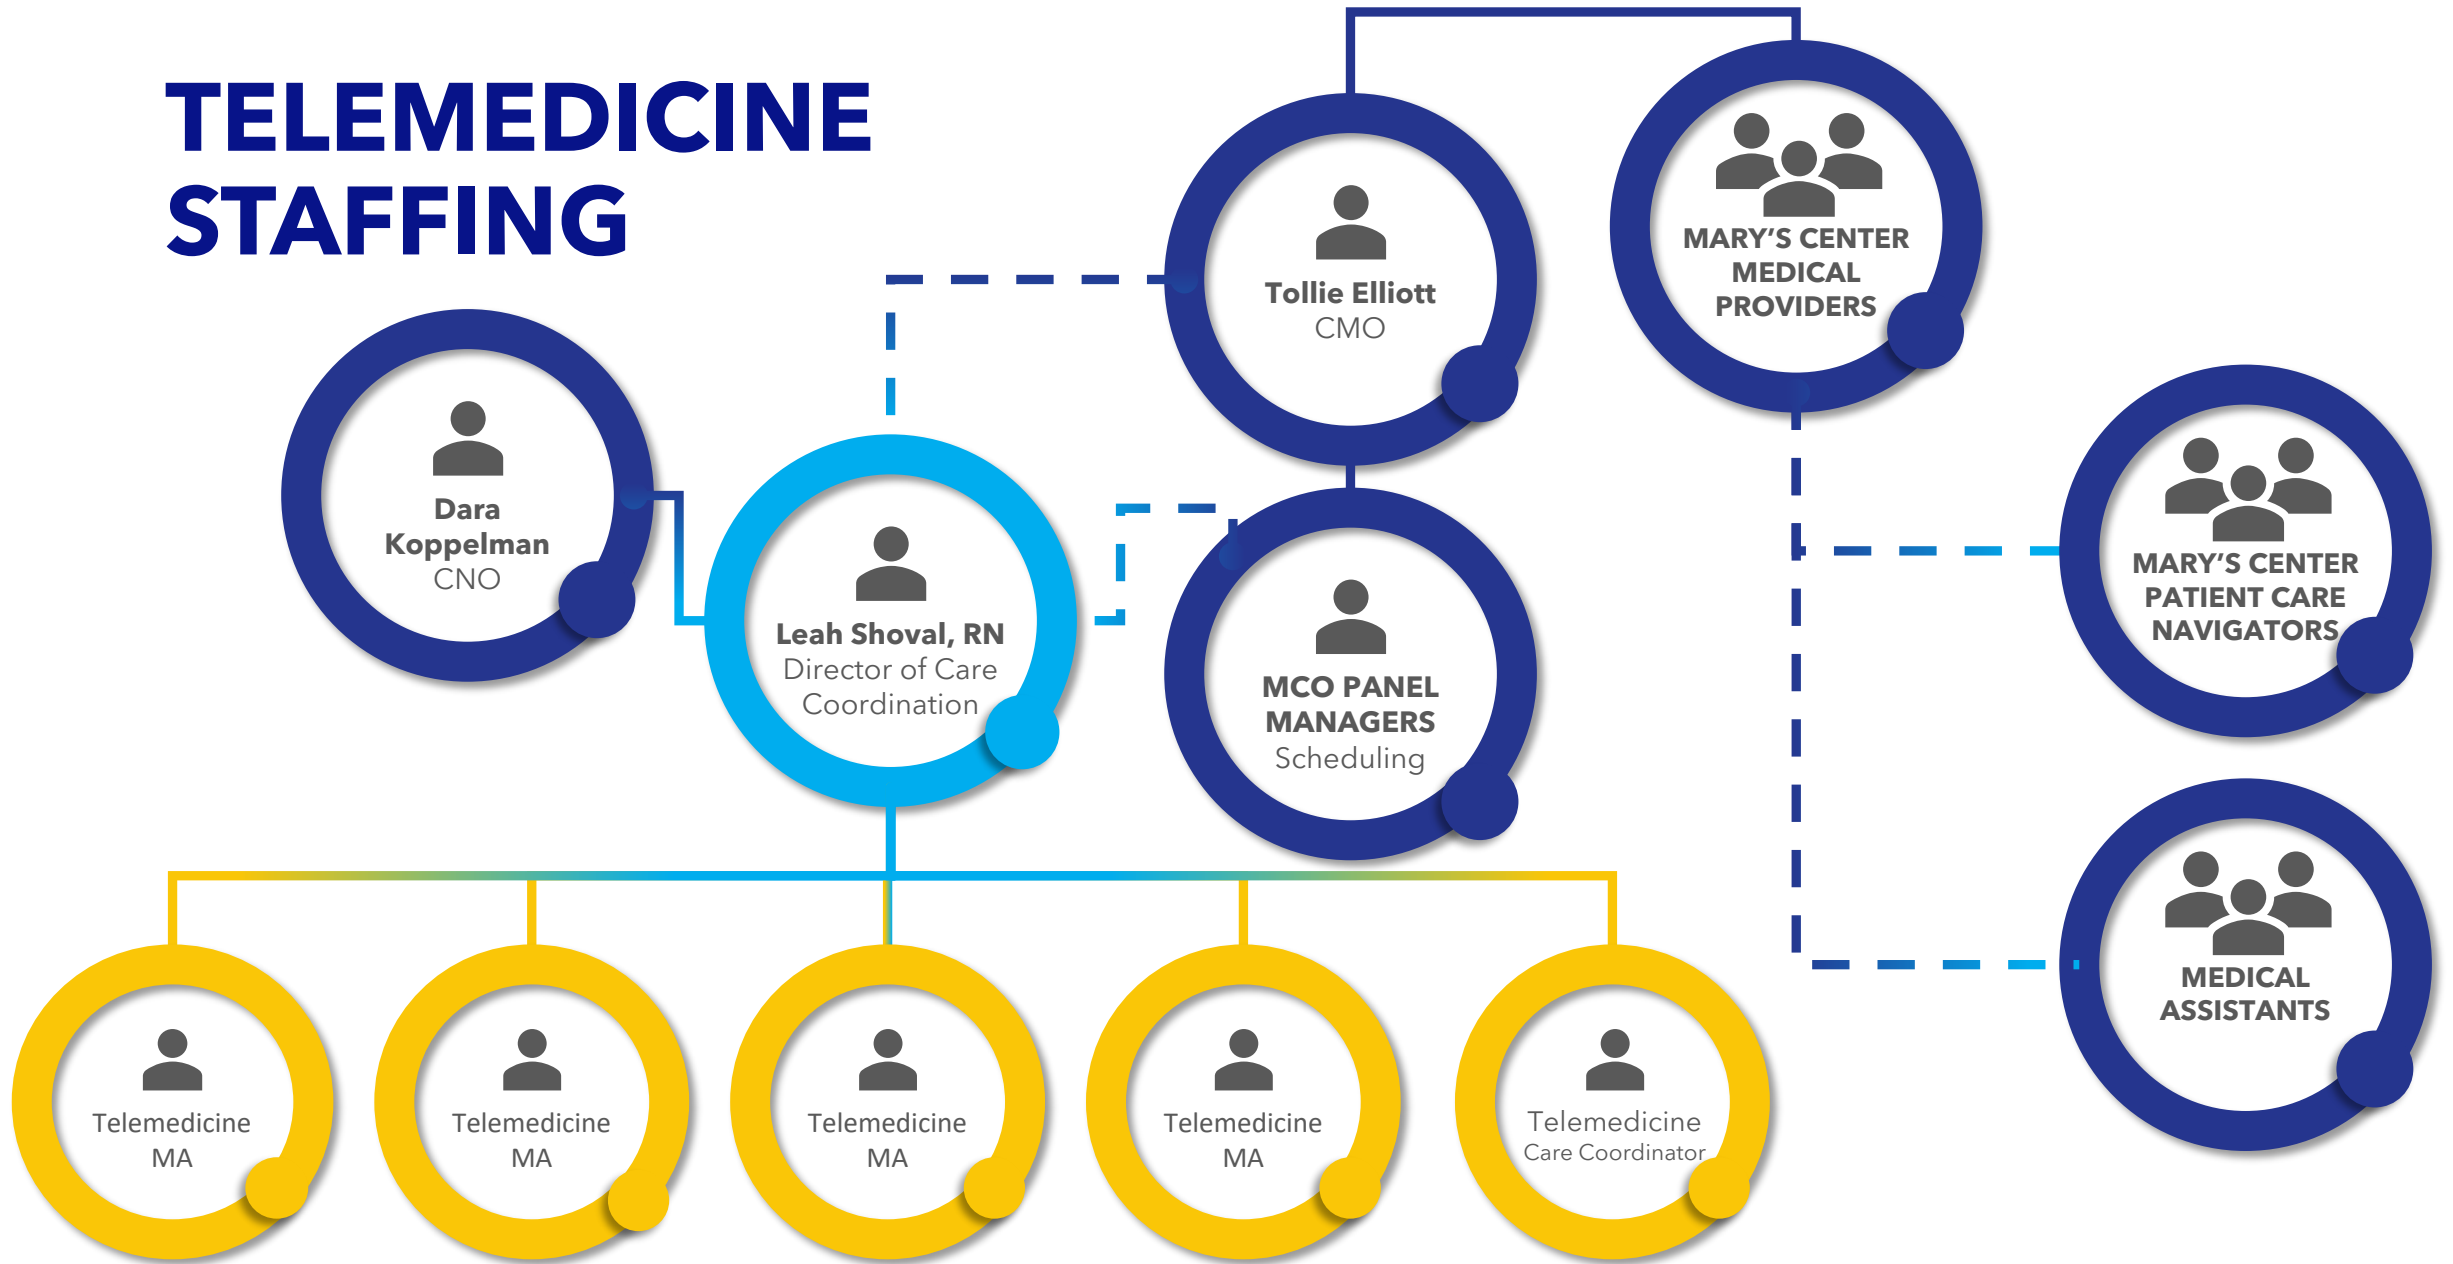 TELEMEDICINE
STAFFING
MARY'S CENTER
MEDICAL
PROVIDERS
Tollie Elliott
CMO
Dara
Koppelman
CNO
Leah Shoval, RN
Director of Care
Coordination
MCO PANEL
MANAGERS
Scheduling
MARY'S CENTER
PATIENT CARE
NAVIGATORS
MEDICAL
ASSISTANTS
Telemedicine
MA
Telemedicine
MA
Telemedicine
MA
Telemedicine
MA
Telemedicine
Care Coordinator